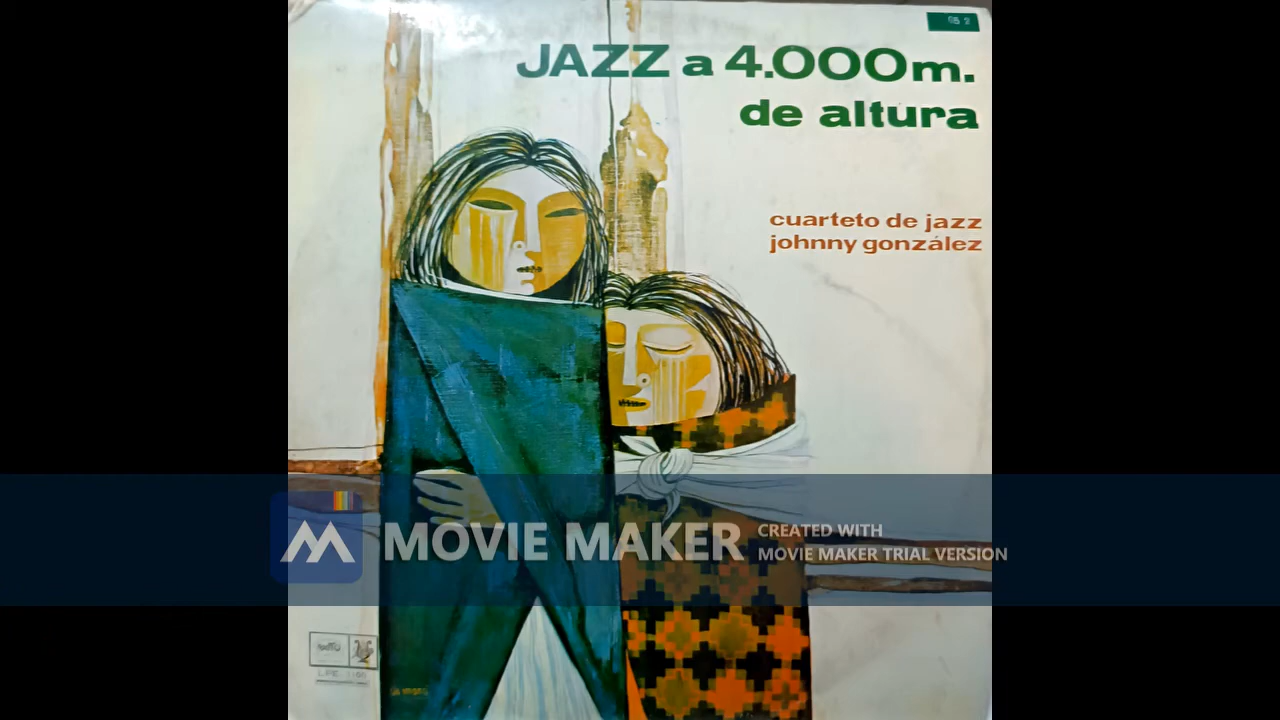 JAZZ a 4.000m.
de altura
cuarteto de jazz
johnny gonzález
MOVIE MAKER
CREATED WITH
MOVIE MAKER TRIAL VERSION